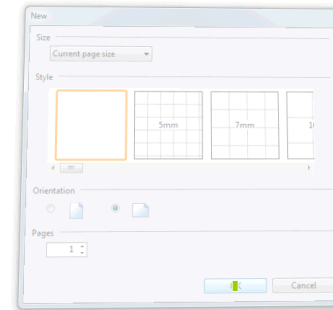 New
Size
Current page size
Style
5mm
7mm
Orientation
Pages
1
Cancel